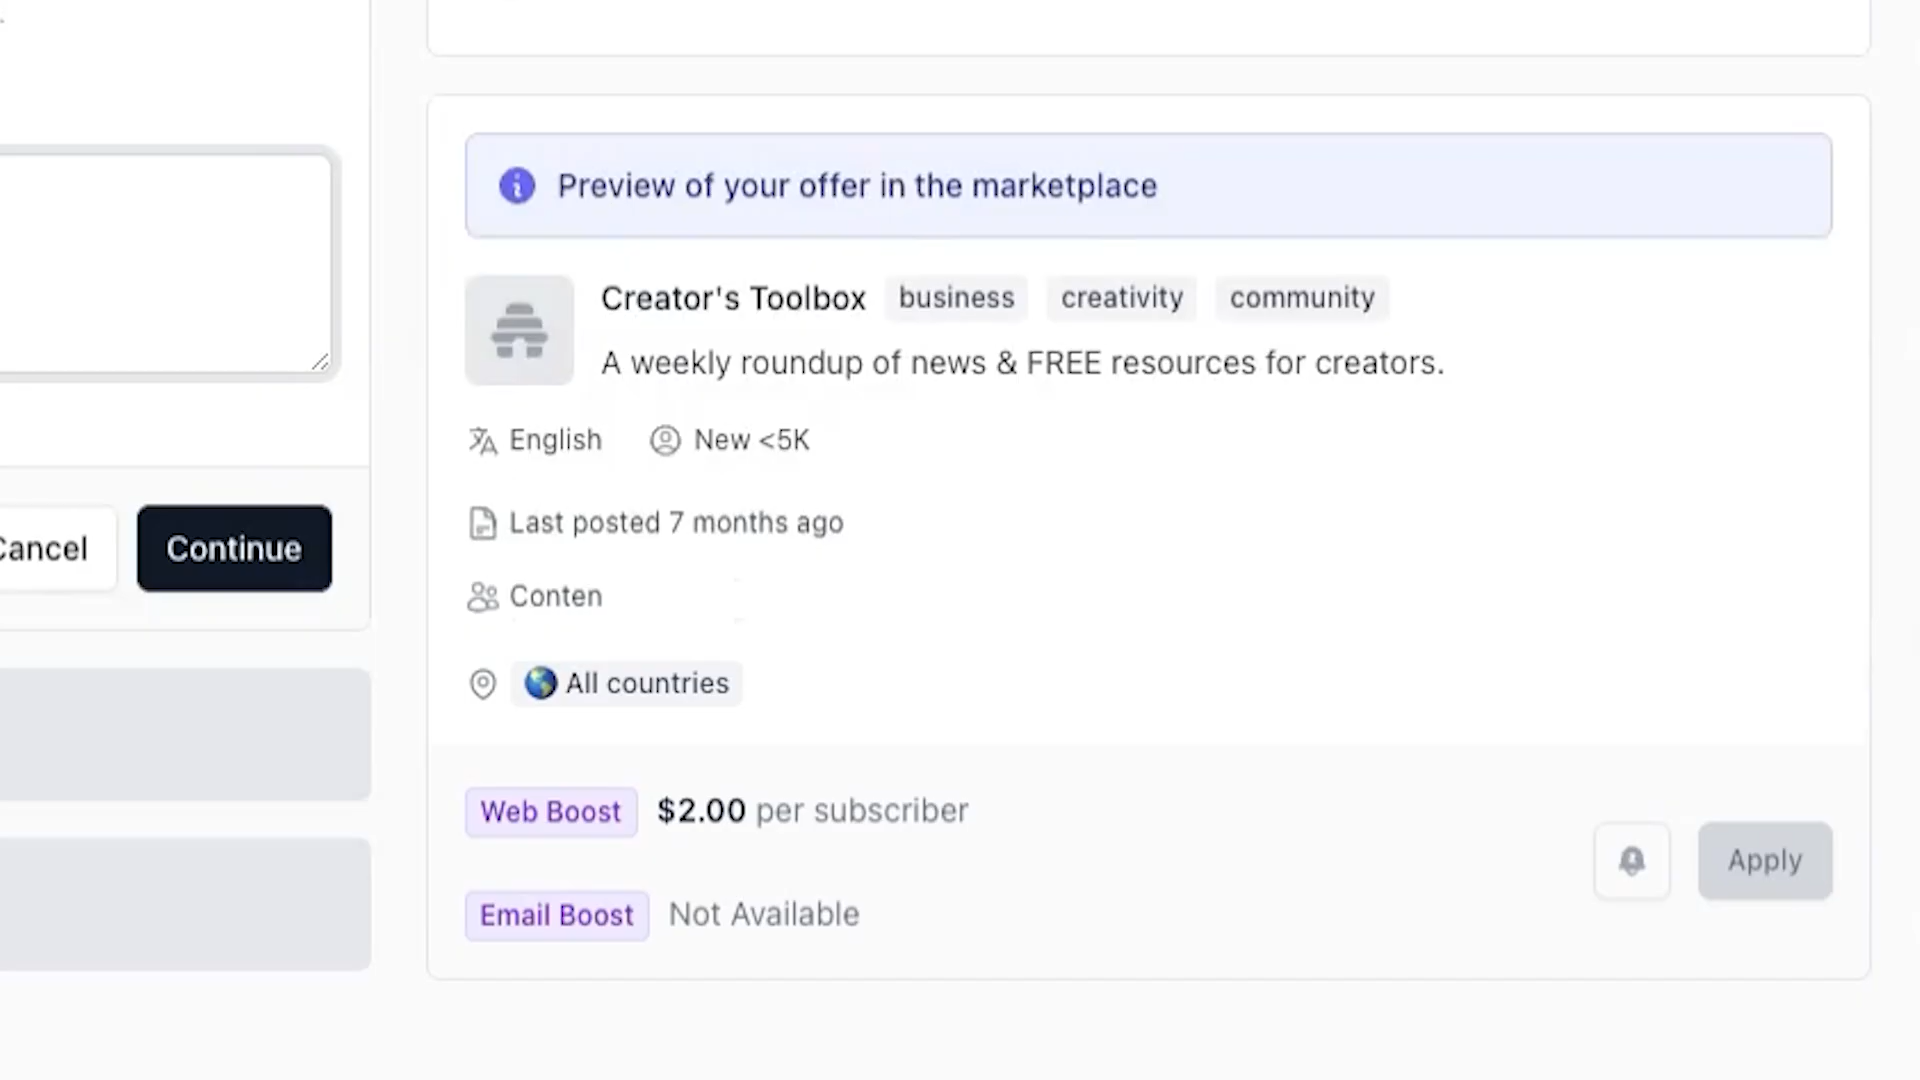 Preview of your offer in the marketplace
Creator's Toolbox business creativity community
A weekly roundup of news & FREE resources for creators.
English New <5K
Last posted 7 months ago
Conten
All countries
Cancel Continue
Web Boost $2.00 per subscriber
Apply
Email Boost Not Available